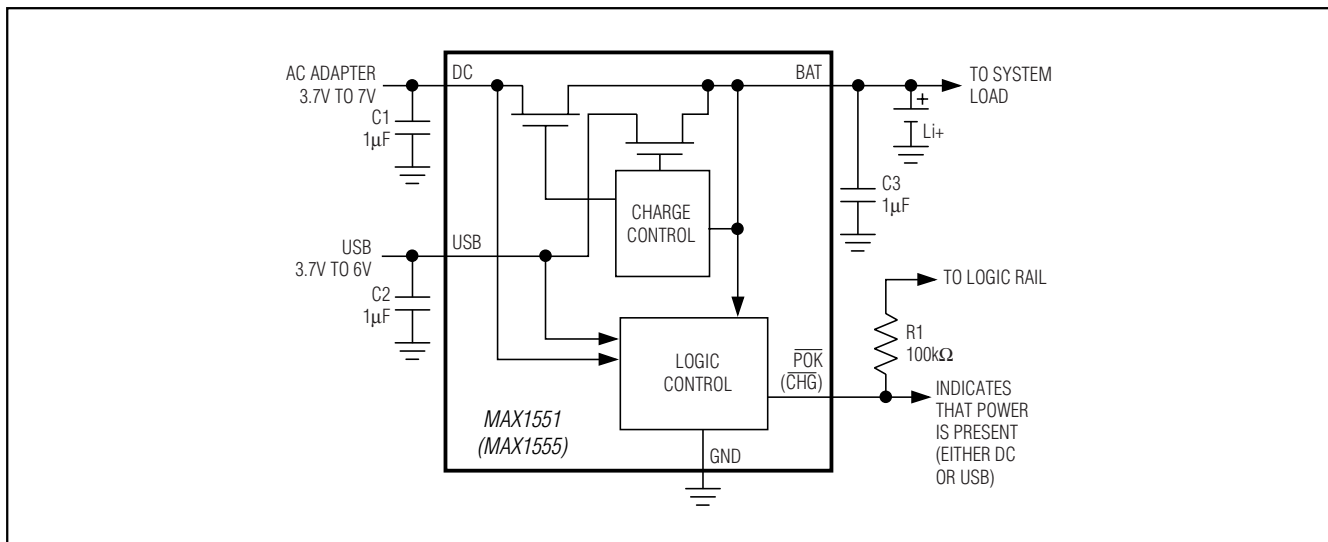 AC ADAPTER
3.7V TO 7V
C1
1μF
DC
BAT
TO SYSTEM
LOAD
+
Li+
C3
1μF
CHARGE
CONTROL
USB
3.7V TO 6V
USB
C2
1μF
TO LOGIC RAIL
R1
100kΩ
LOGIC
CONTROL
POK
(CHG)
INDICATES
THAT POWER
IS PRESENT
(EITHER DC
OR USB)
MAX1551
(MAX1555)
GND